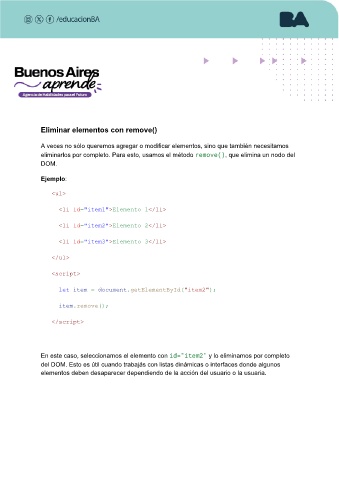 /educacionBA
BA
Buenos Aires
aprende
Agencia de Habilidades para el Futuro
Eliminar elementos con remove()
A veces no sólo queremos agregar o modificar elementos, sino que también necesitamos
eliminarlos por completo. Para esto, usamos el método remove(), que elimina un nodo del
DOM.
Ejemplo:
<ul>
<li id="item1">Elemento 1</li>
<li id="item2">Elemento 2</li>
<li id="item3">Elemento 3</li>
</ul>
<script>
let item = document.getElementById("item2");
item.remove();
</script>
En este caso, seleccionamos el elemento con id="item2" y lo eliminamos por completo
del DOM. Esto es útil cuando trabajás con listas dinámicas o interfaces donde algunos
elementos deben desaparecer dependiendo de la acción del usuario o la usuaria.